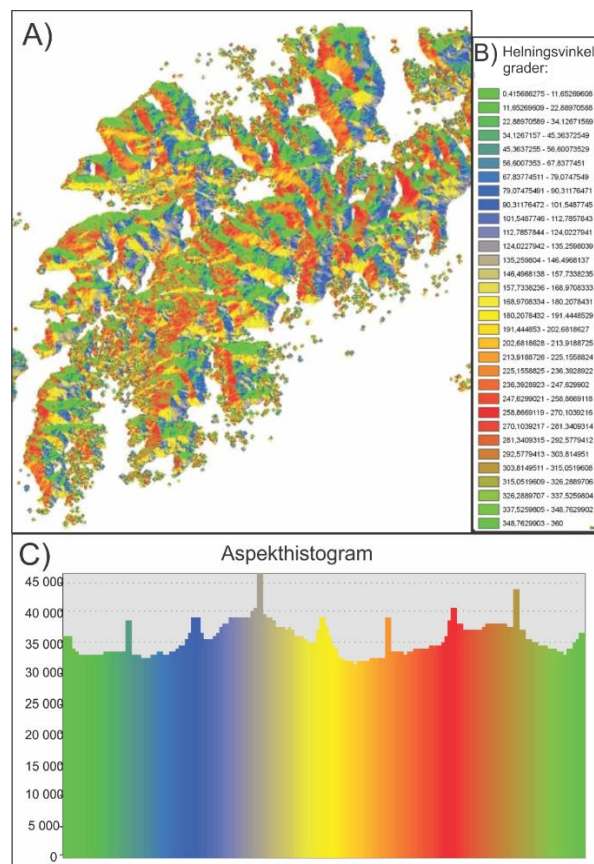 A)
B)
Helningsvinkel
grader:
0,415686275 - 11,65269608
11,65269609 - 22,88970588
22,88970589 - 34,12671569
34,1267157 - 45,36372549
45,3637255 - 56,60073529
56,6007353 - 67,8377451
67,83774511 - 79,0747549
79,07475491 - 90,31176471
90,31176472 - 101,5487745
101,5487746 - 112,7857843
112,7857844 - 124,0227941
124,0227942 - 135,2598039
135,259804 - 146,4968137
146,4968138 - 157,7338235
157,7338236 - 168,9708333
168,9708334 - 180,2078431
180,2078432 - 191,4448529
191,444853 - 202,6818627
202,6818628 - 213,9188725
213,9188726 - 225,1558824
225,1558825 - 236,3928922
236,3928923 - 247,629902
247,6299021 - 258,8669118
258,8669119 - 270,1039216
270,1039217 - 281,3409314
281,3409315 - 292,5779412
292,5779413 - 303,814951
303,8149511 - 315,0519608
315,0519609 - 326,2889706
326,2889707 - 337,5259804
337,5259805 - 348,7629902
348,7629903 - 360
C)
Aspekthistogram
45 000
40 000
35 000
30 000
25 000
20 000
15 000
10 000
5 000
0